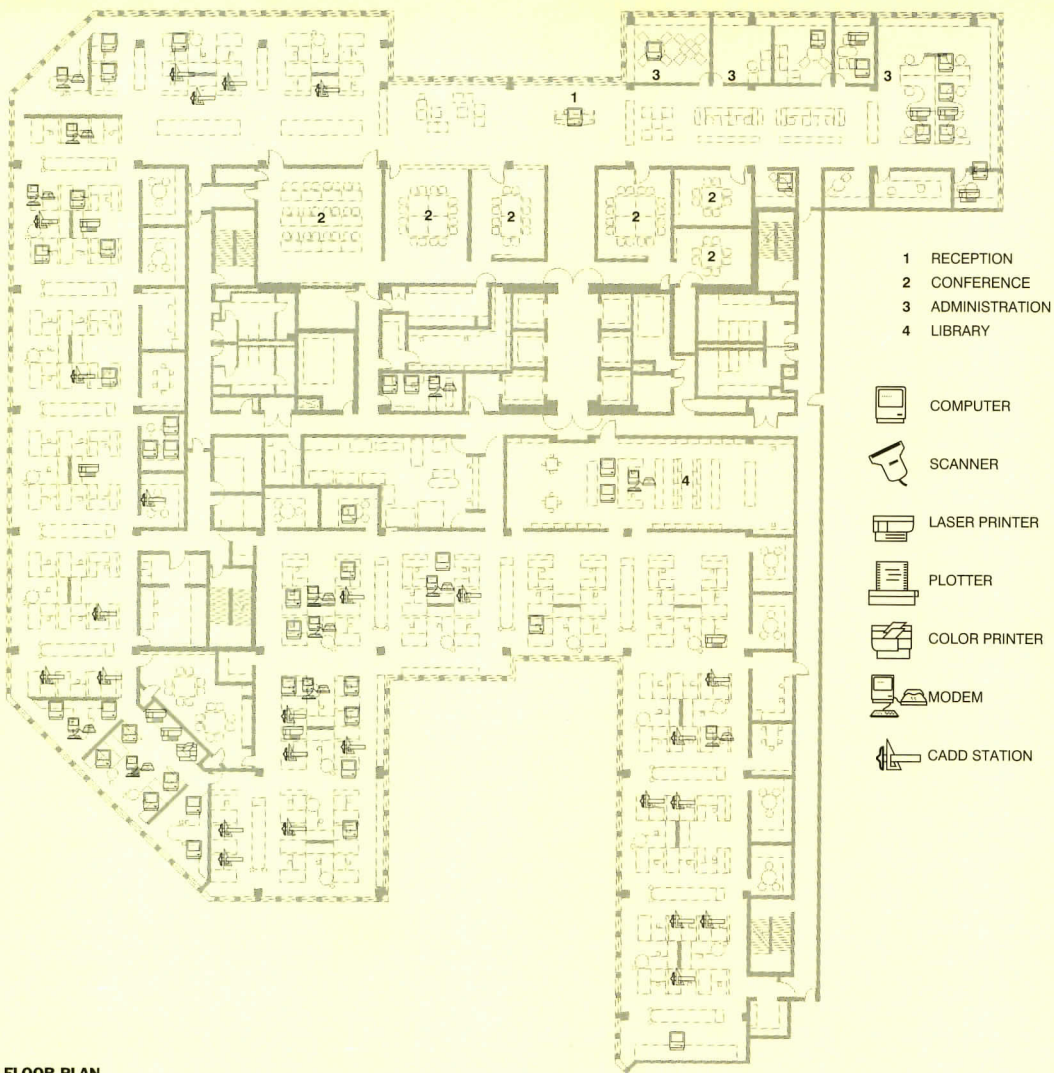 3
3
3
1
2
2
2
2
2
2
4
1 RECEPTION
2 CONFERENCE
3 ADMINISTRATION
4 LIBRARY
COMPUTER
SCANNER
LASER PRINTER
PLOTTER
COLOR PRINTER
MODEM
CADD STATION
FLOOR PLAN